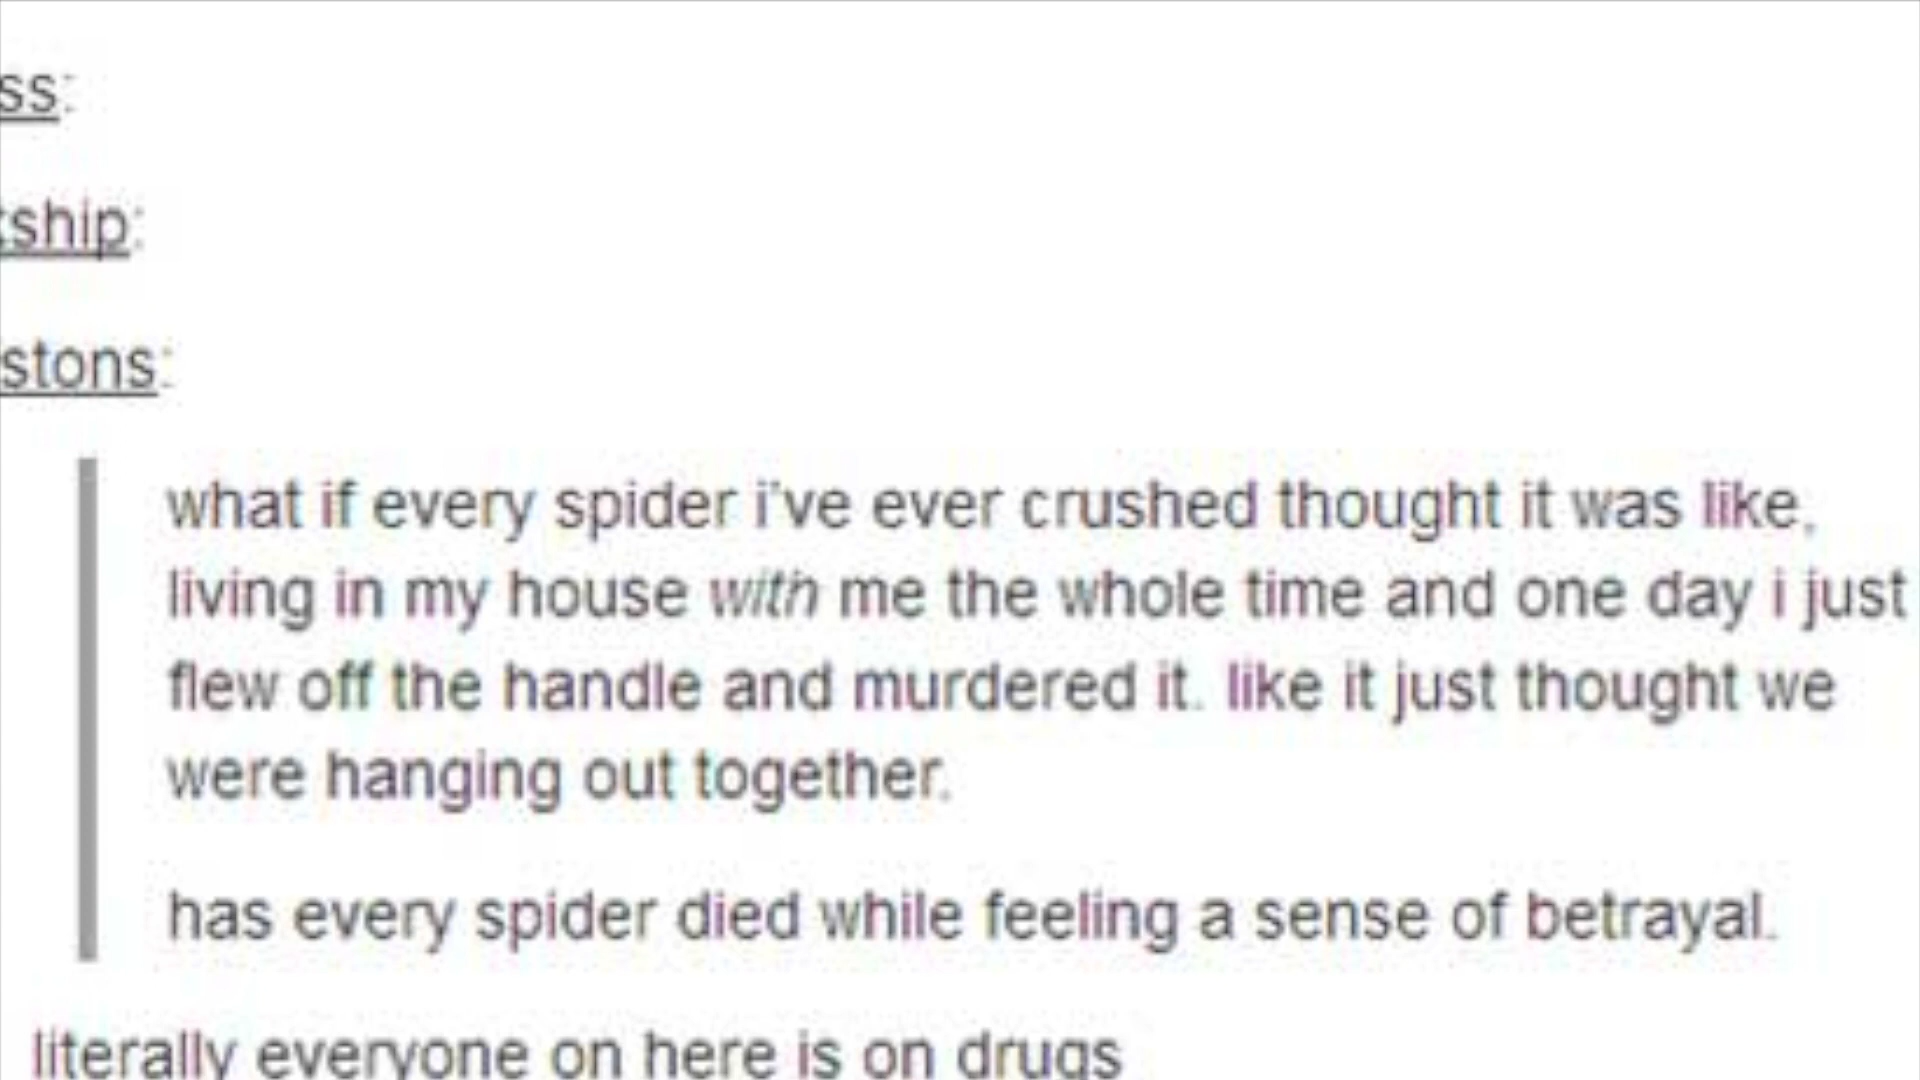 ss:
tship:
stons:
what if every spider i've ever crushed thought it was like,
living in my house with me the whole time and one day i just
flew off the handle and murdered it. like it just thought we
were hanging out together.
has every spider died while feeling a sense of betrayal.
literally everyone on here is on drugs